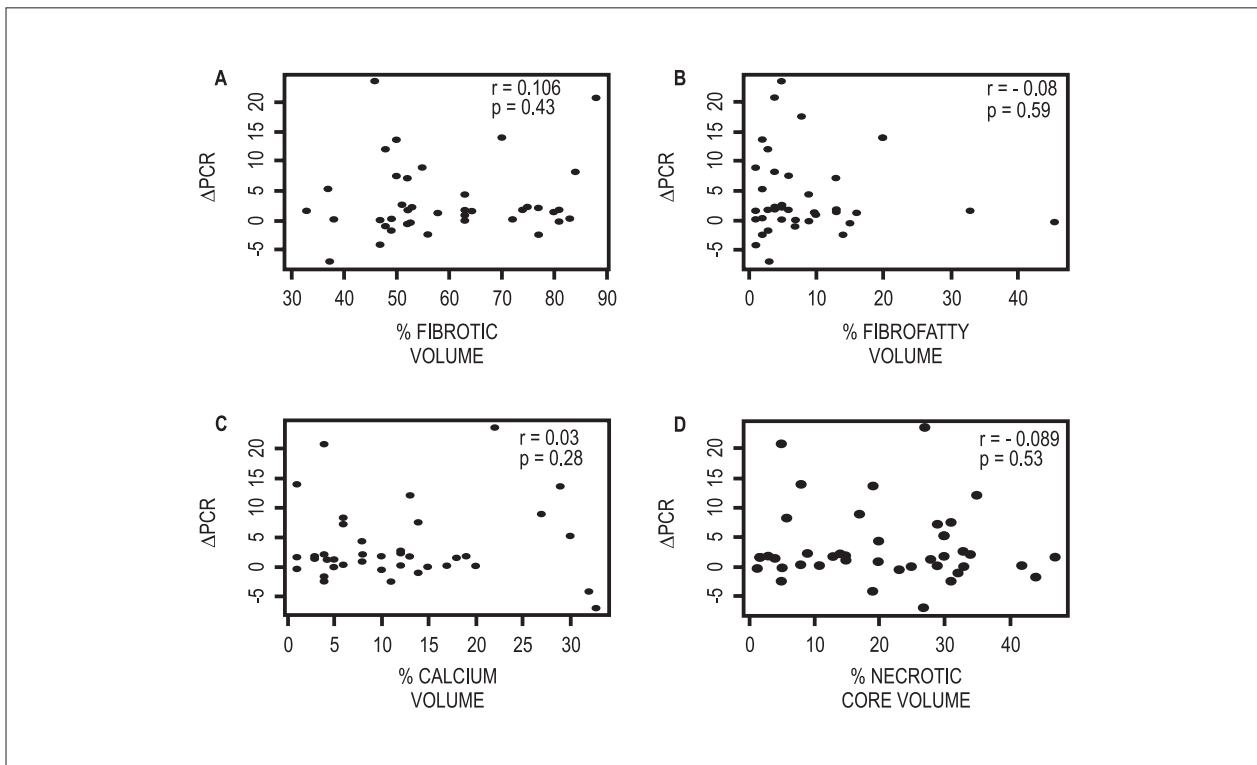 A
r = 0.106
p = 0.43
ΔPCR
20
15
10
5
0
-5
30 40 50 60 70 80 90
% FIBROTIC
VOLUME
B
r = - 0.08
p = 0.59
ΔPCR
20
15
10
5
0
-5
0 10 20 30 40
% FIBROFATTY
VOLUME
C
r = 0.03
p = 0.28
ΔPCR
20
15
10
5
0
-5
0 5 10 15 20 25 30
% CALCIUM
VOLUME
D
r = - 0.089
p = 0.53
ΔPCR
20
15
10
5
0
-5
0 10 20 30 40
% NECROTIC
CORE VOLUME